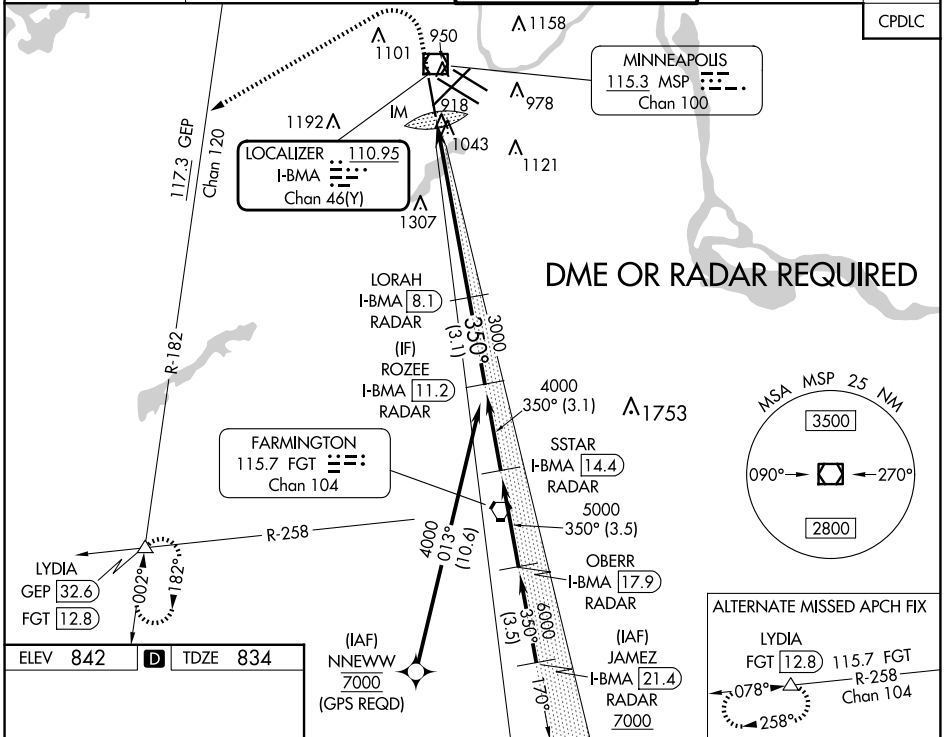 CPDLC
1101
950
1158
MINNEAPOLIS
115.3 MSP
Chan 100
978
918
IM
1192
1043
1121
LOCALIZER 110.95
I-BMA
Chan 46(Y)
117.3 GEP
Chan 120
1307
DME OR RADAR REQUIRED
LORAH
I-BMA 8.1
RADAR
350°
(3.1)
3000
(IF)
ROZEE
I-BMA 11.2
RADAR
4000
350° (3.1)
1753
R-182
MSA MSP 25 NM
3500
090°
270°
2800
FARMINGTON
115.7 FGT
Chan 104
SSTAR
I-BMA 14.4
RADAR
5000
350° (3.5)
R-258
4000
013°
(10.6)
OBERR
I-BMA 17.9
RADAR
LYDIA
GEP 32.6
FGT 12.8
002°
182°
6000
350°
(3.5)
170°
(IAF)
JAMEZ
I-BMA 21.4
RADAR
7000
(IAF)
NNEWW
7000
(GPS REQD)
ELEV 842 D TDZE 834
ALTERNATE MISSED APCH FIX
LYDIA
FGT 12.8 115.7 FGT
R-258
Chan 104
078°
258°